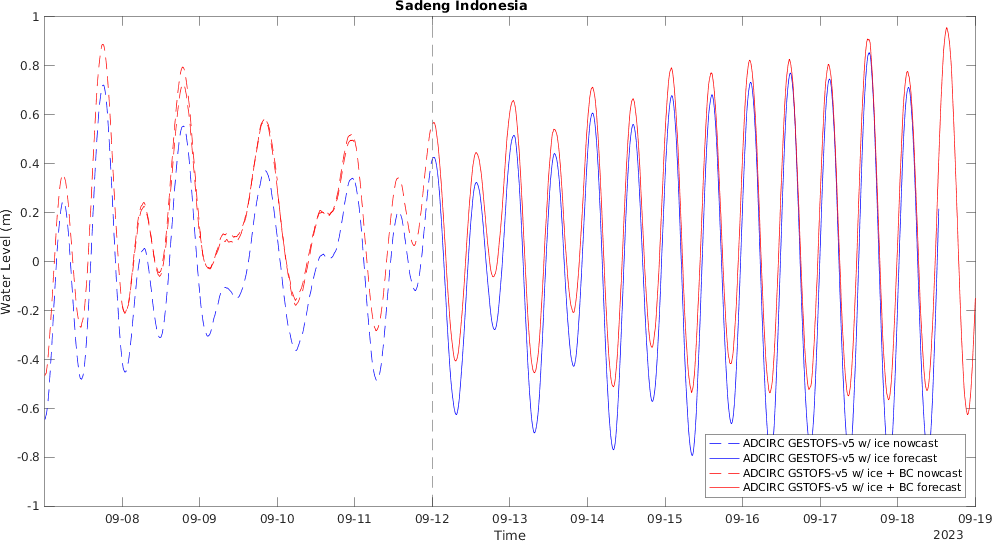 Sadeng Indonesia
1
0.8
0.6
0.4
0.2
0
-0.2
-0.4
-0.6
-0.8
-1
Water Level (m)
ADCIRC GESTOFS-v5 w/ ice nowcast
ADCIRC GESTOFS-v5 w/ ice forecast
ADCIRC GSTOFS-v5 w/ ice + BC nowcast
ADCIRC GSTOFS-v5 w/ ice + BC forecast
09-08 09-09 09-10 09-11 09-12 09-13 09-14 09-15 09-16 09-17 09-18 09-19
Time
2023